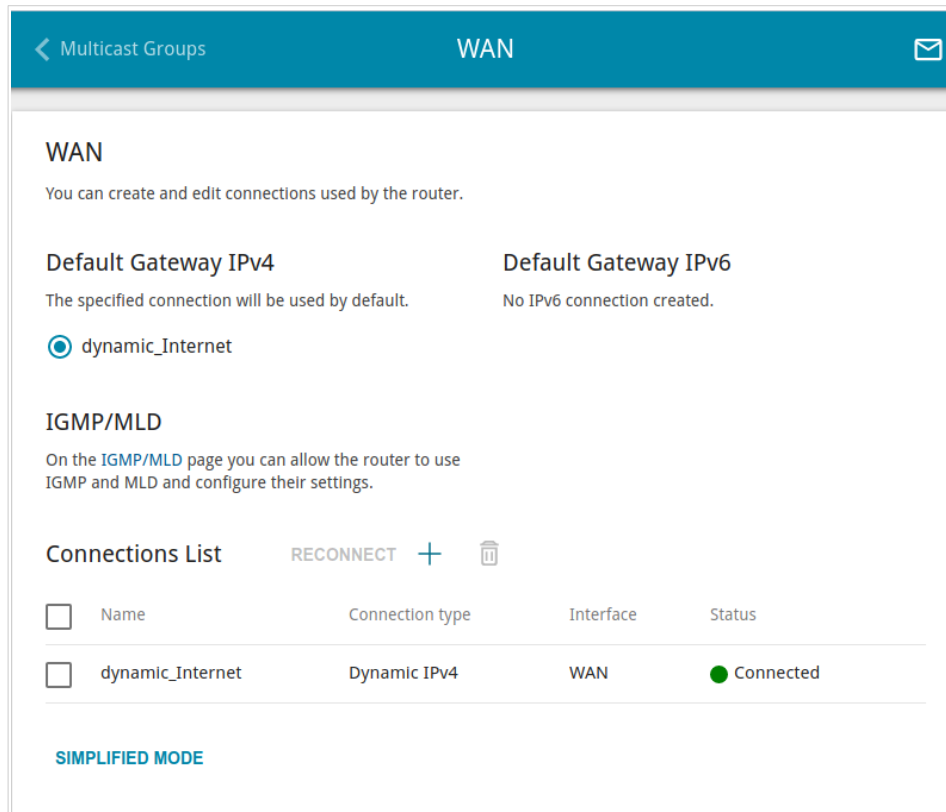 Multicast Groups
WAN
WAN
You can create and edit connections used by the router.
Default Gateway IPv4
The specified connection will be used by default.
dynamic_Internet
Default Gateway IPv6
No IPv6 connection created.
IGMP/MLD
On the IGMP/MLD page you can allow the router to use
IGMP and MLD and configure their settings.
Connections List RECONNECT
Name Connection type Interface Status
dynamic_Internet Dynamic IPv4 WAN Connected
SIMPLIFIED MODE